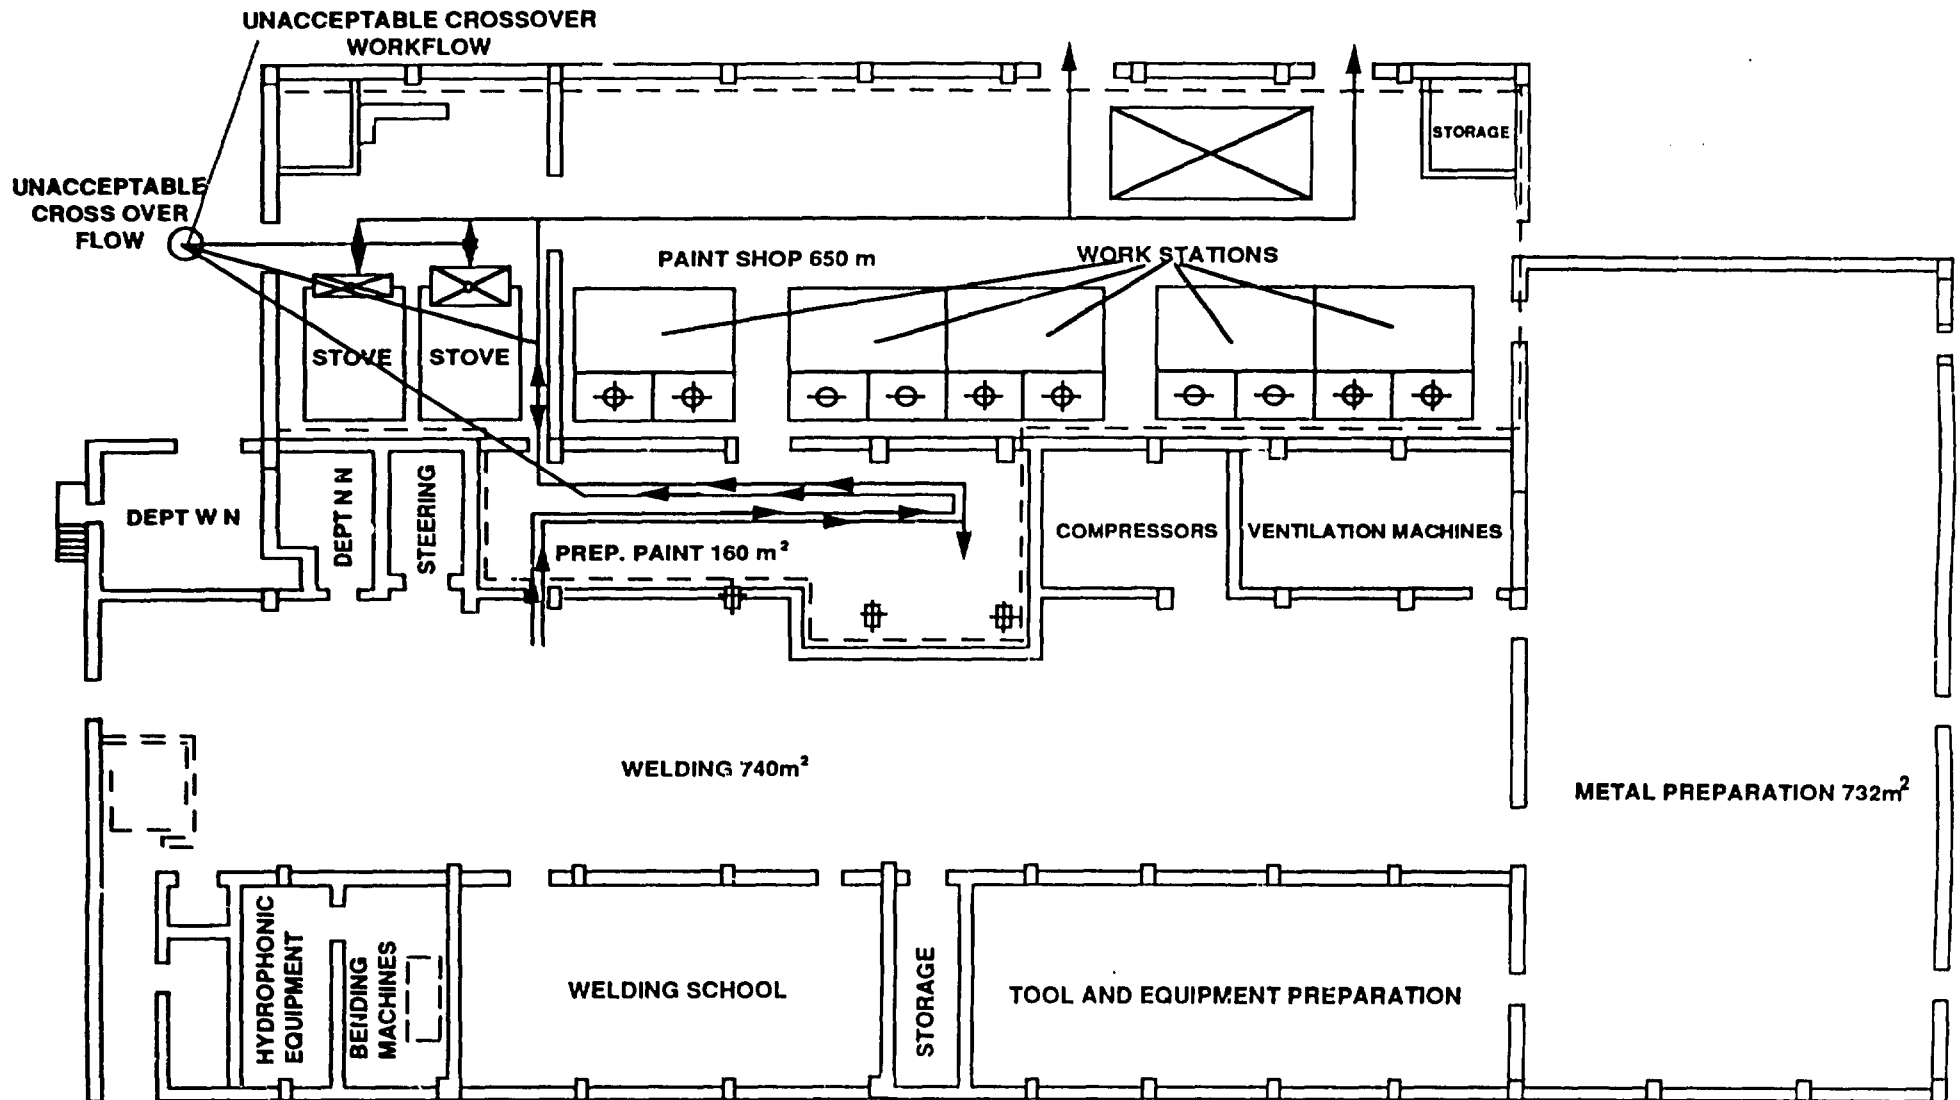 UNACCEPTABLE CROSSOVER
WORKFLOW
STORAGE
UNACCEPTABLE
CROSS OVER
FLOW
PAINT SHOP 650 m
WORK STATIONS
STOVE
STOVE
DEPT W N
DEPT N N
STEERING
PREP. PAINT 160 m²
COMPRESSORS
VENTILATION MACHINES
WELDING 740m²
METAL PREPARATION 732m²
HYDROPHONIC
EQUIPMENT
BENDING
MACHINES
WELDING SCHOOL
STORAGE
TOOL AND EQUIPMENT PREPARATION